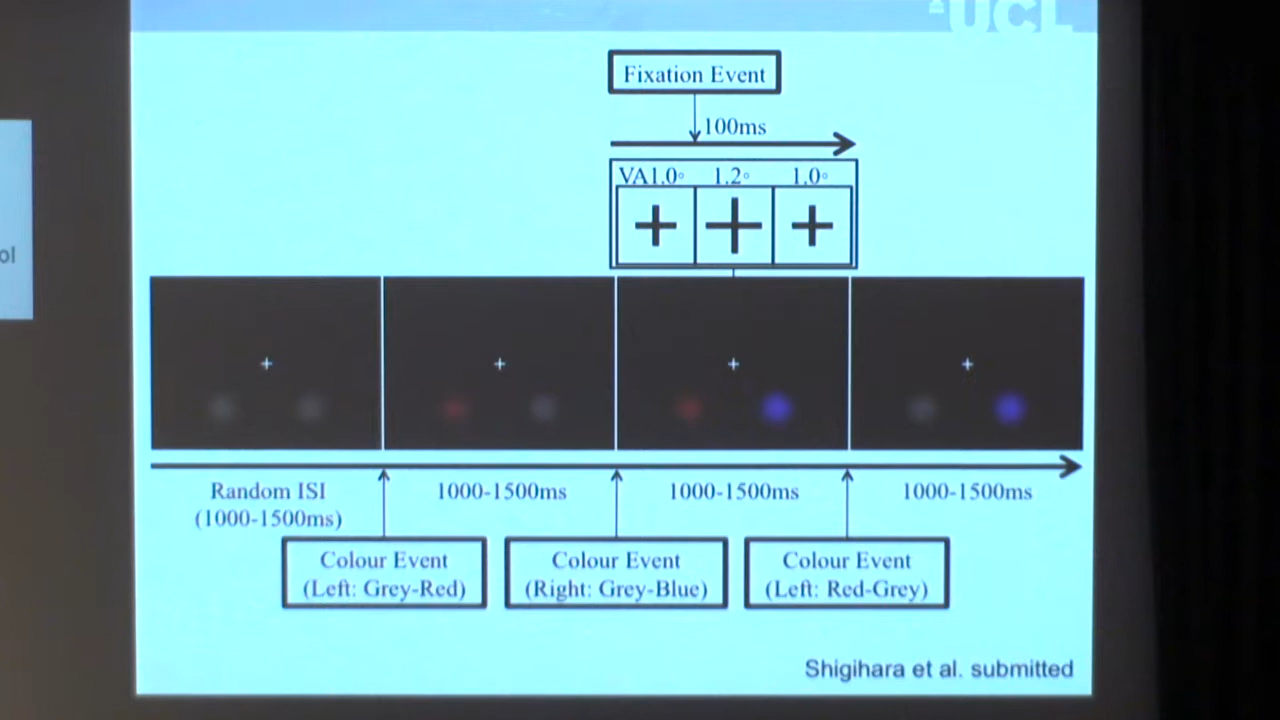 UCL
Fixation Event
100ms
VA1.0° 1.2° 1.0°
Random ISI
(1000-1500ms)
1000-1500ms
1000-1500ms
1000-1500ms
Colour Event
(Left: Grey-Red)
Colour Event
(Right: Grey-Blue)
Colour Event
(Left: Red-Grey)
Shigihara et al. submitted
ol